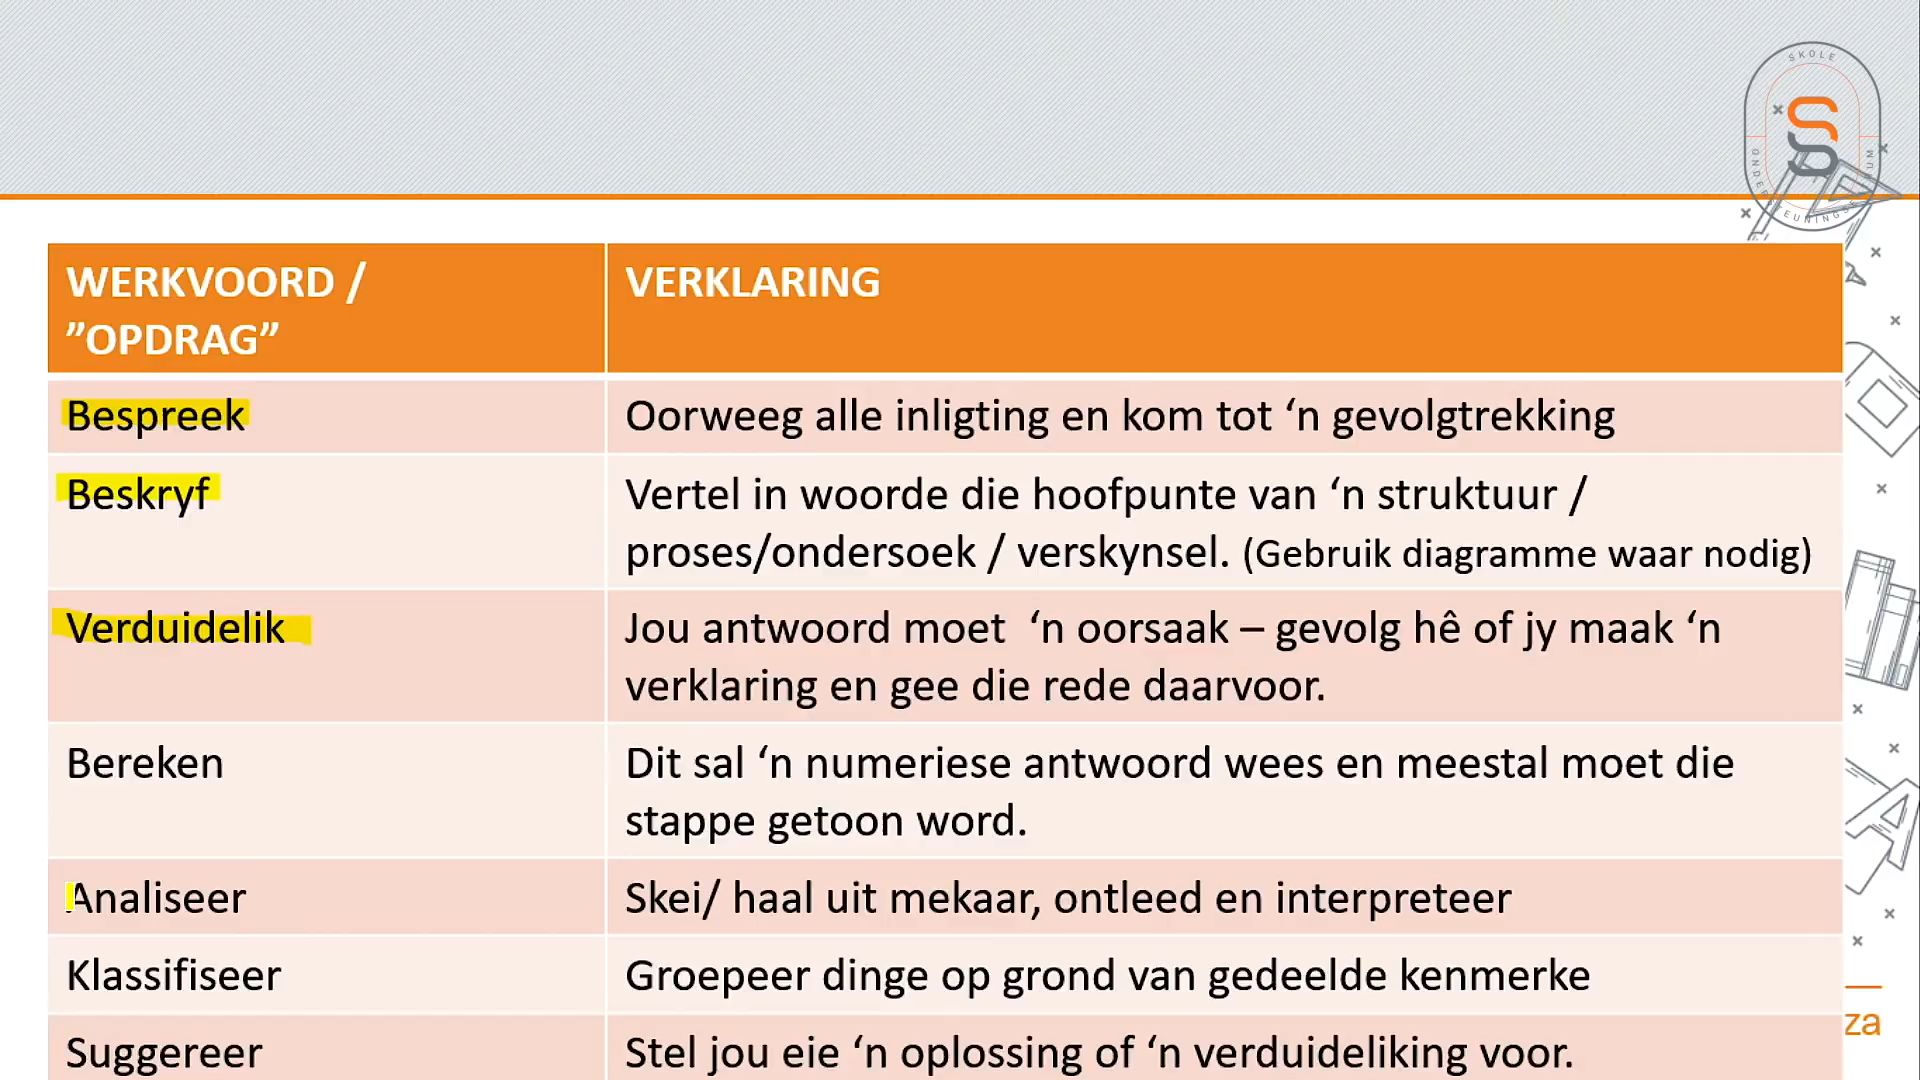 SKOLE
WERKVOORD /
”OPDRAG”
VERKLARING
Bespreek
Oorweeg alle inligting en kom tot ‘n gevolgtrekking
Beskryf
Vertel in woorde die hoofpunte van ‘n struktuur /
proses/ondersoek / verskynsel. (Gebruik diagramme waar nodig)
Verduidelik
Jou antwoord moet ‘n oorsaak – gevolg hê of jy maak ‘n
verklaring en gee die rede daarvoor.
Bereken
Dit sal ‘n numeriese antwoord wees en meestal moet die
stappe getoon word.
Analiseer
Skei/ haal uit mekaar, ontleed en interpreteer
Klassifiseer
Groepeer dinge op grond van gedeelde kenmerke
za
Suggereer
Stel jou eie ‘n oplossing of ‘n verduideliking voor.